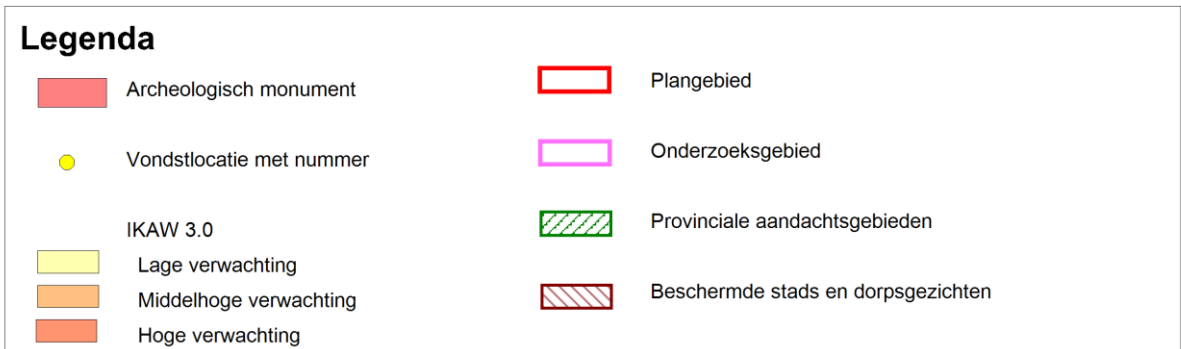 Legenda
Archeologisch monument
Vondstlocatie met nummer
IKAW 3.0
Lage verwachting
Middelhoge verwachting
Hoge verwachting
Plangebied
Onderzoeksgebied
Provinciale aandachtsgebieden
Beschermde stads en dorpsgezichten